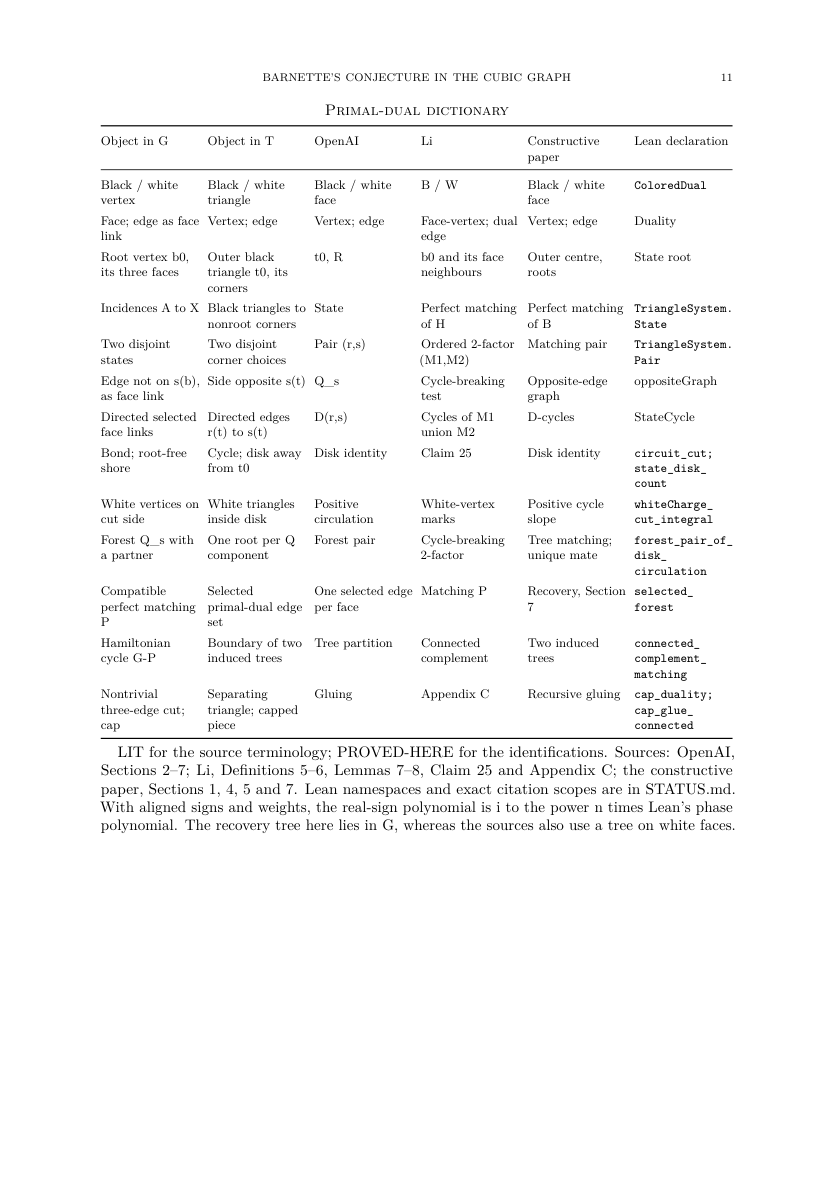 BARNETTE'S CONJECTURE IN THE CUBIC GRAPH 11
PRIMAL-DUAL DICTIONARY
Object in G Object in T OpenAI Li Constructive paper Lean declaration
Black / white vertex Black / white triangle Black / white face B / W Black / white face ColoredDual
Face; edge as face link Vertex; edge Vertex; edge Face-vertex; dual edge Vertex; edge Duality
Root vertex b0, its three faces Outer black triangle t0, its corners t0, R b0 and its face neighbours Outer centre, roots State root
Incidences A to X Black triangles to nonroot corners State Perfect matching of H Perfect matching of B TriangleSystem.State
Two disjoint states Two disjoint corner choices Pair (r,s) Ordered 2-factor (M1,M2) Matching pair TriangleSystem.Pair
Edge not on s(b), as face link Side opposite s(t) Q_s Cycle-breaking test Opposite-edge graph oppositeGraph
Directed selected face links Directed edges r(t) to s(t) D(r,s) Cycles of M1 union M2 D-cycles StateCycle
Bond; root-free shore Cycle; disk away from t0 Disk identity Claim 25 Disk identity circuit_cut; state_disk_count
White vertices on cut side White triangles inside disk Positive circulation White-vertex marks Positive cycle slope whiteCharge_cut_integral
Forest Q_s with a partner One root per Q component Forest pair Cycle-breaking 2-factor Tree matching; unique mate forest_pair_of_disk_circulation
Compatible perfect matching P Selected primal-dual edge set One selected edge per face Matching P Recovery, Section 7 selected_forest
Hamiltonian cycle G-P Boundary of two induced trees Tree partition Connected complement Two induced trees connected_complement_matching
Nontrivial three-edge cut; cap Separating triangle; capped piece Gluing Appendix C Recursive gluing cap_duality; cap_glue_connected
LIT for the source terminology; PROVED-HERE for the identifications. Sources: OpenAI,
Sections 2–7; Li, Definitions 5–6, Lemmas 7–8, Claim 25 and Appendix C; the constructive
paper, Sections 1, 4, 5 and 7. Lean namespaces and exact citation scopes are in STATUS.md.
With aligned signs and weights, the real-sign polynomial is i to the power n times Lean's phase
polynomial. The recovery tree here lies in G, whereas the sources also use a tree on white faces.